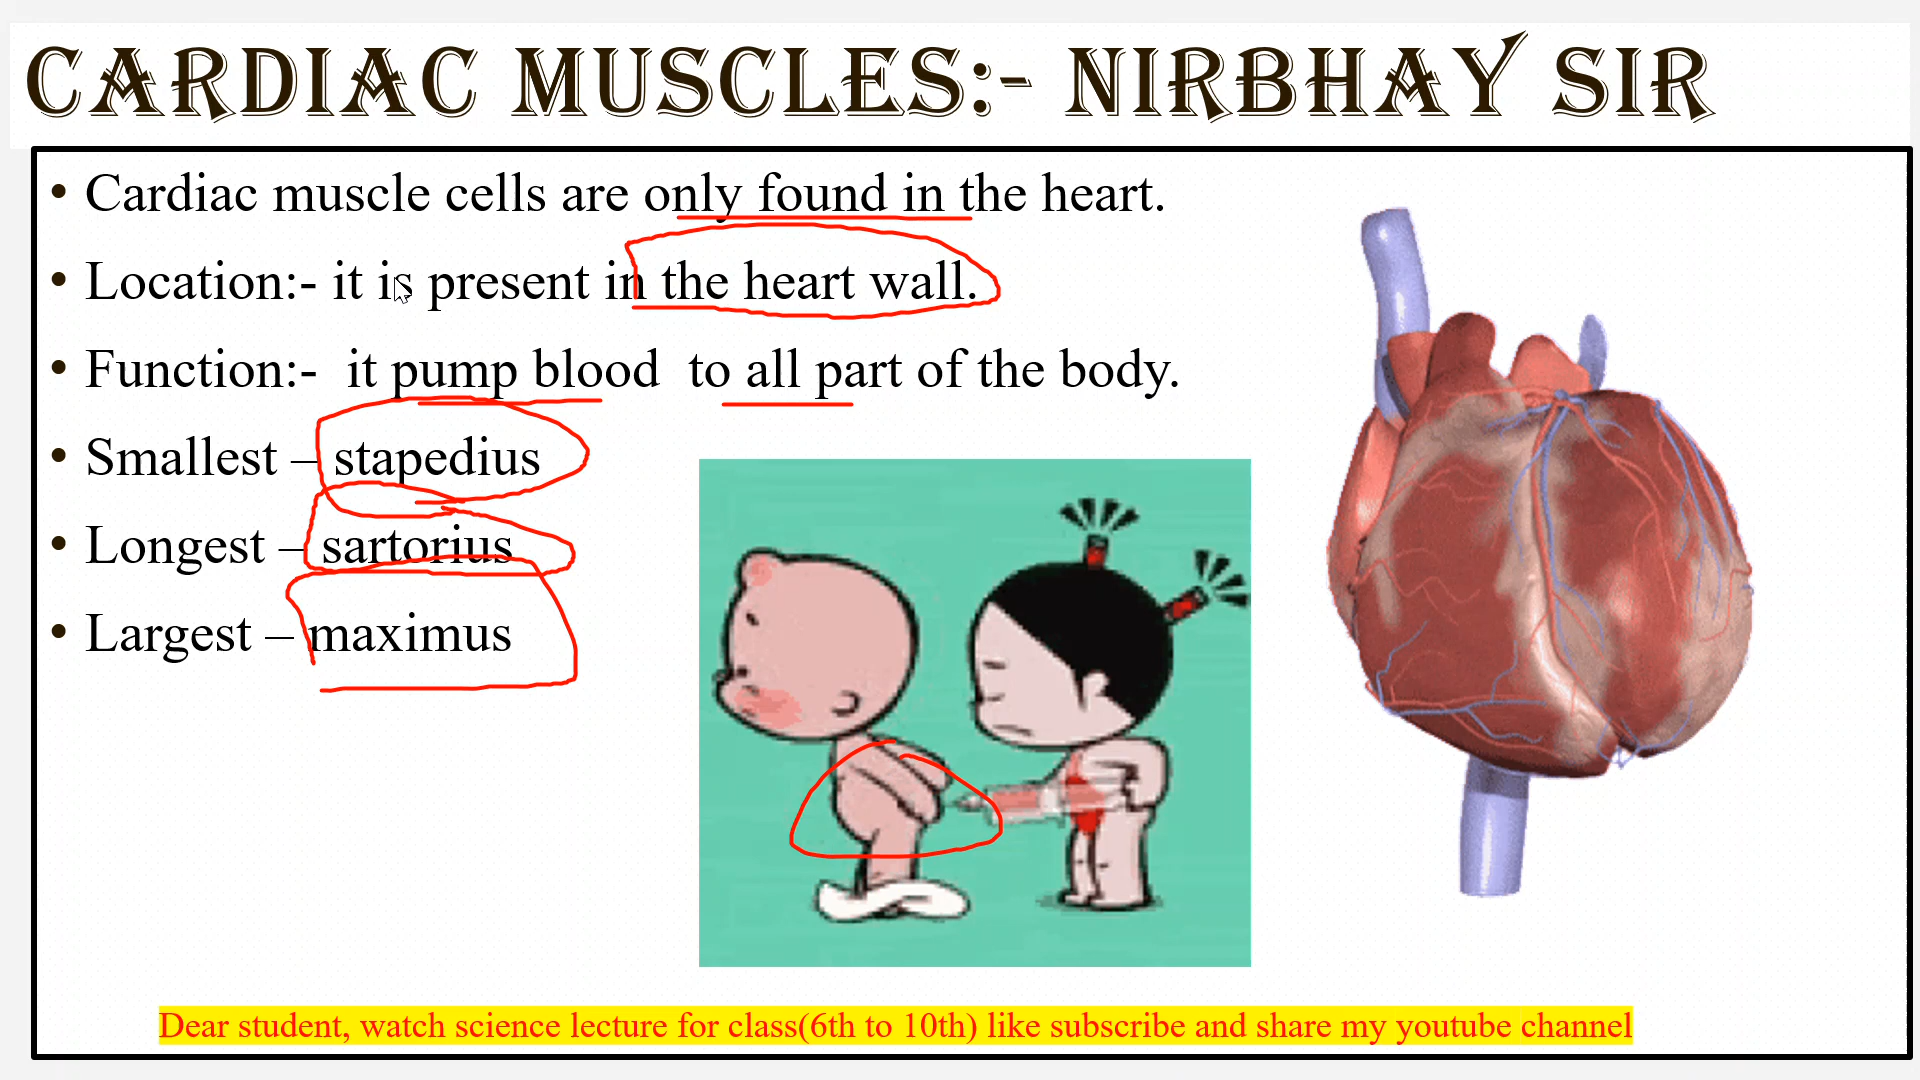 CARDIAC MUSCLES:- NIRBHAY SIR
• Cardiac muscle cells are only found in the heart.
• Location:- it is present in the heart wall.
• Function:-  it pump blood  to all part of the body.
• Smallest – stapedius
• Longest – sartorius
• Largest – maximus
Dear student, watch science lecture for class(6th to 10th) like subscribe and share my youtube channel